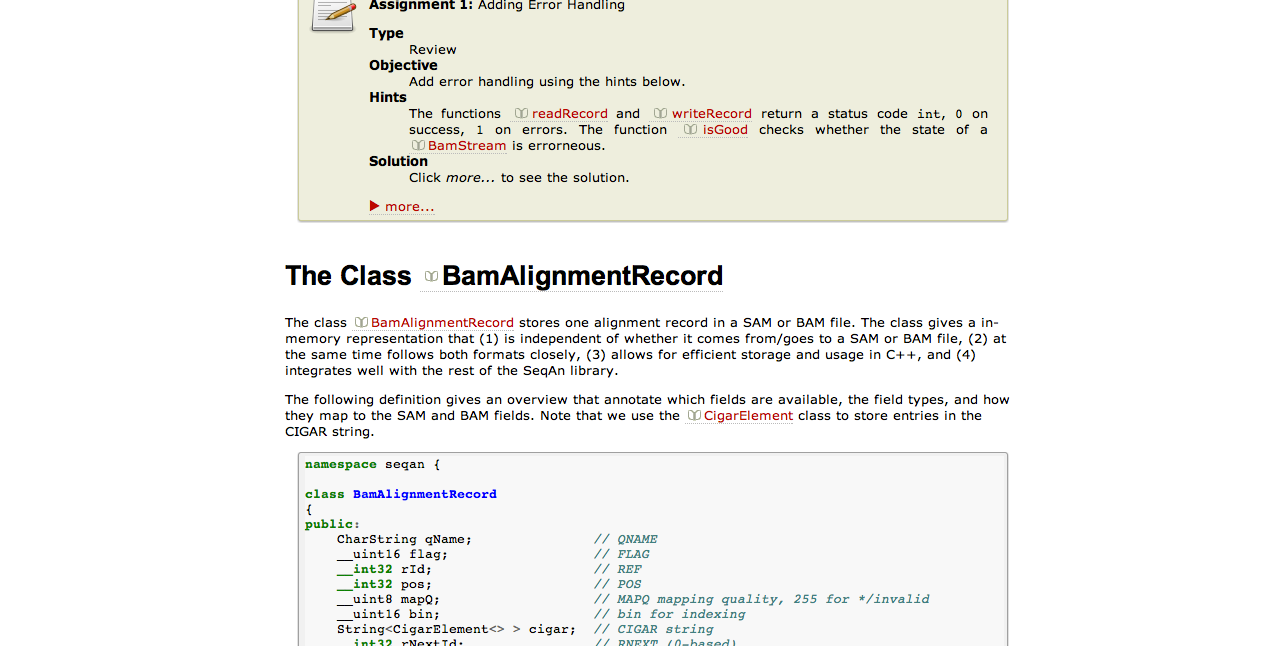 Assignment 1: Adding Error Handling
Type
Review
Objective
Add error handling using the hints below.
Hints
The functions readRecord and writeRecord return a status code int, 0 on
success, 1 on errors. The function isGood checks whether the state of a
BamStream is errorneous.
Solution
Click more... to see the solution.
more...
The Class BamAlignmentRecord
The class BamAlignmentRecord stores one alignment record in a SAM or BAM file. The class gives a in-
memory representation that (1) is independent of whether it comes from/goes to a SAM or BAM file, (2) at
the same time follows both formats closely, (3) allows for efficient storage and usage in C++, and (4)
integrates well with the rest of the SeqAn library.
The following definition gives an overview that annotate which fields are available, the field types, and how
they map to the SAM and BAM fields. Note that we use the CigarElement class to store entries in the
CIGAR string.
namespace seqan {
class BamAlignmentRecord
{
public:
CharString qName; // QNAME
__uint16 flag; // FLAG
__int32 rId; // REF
__int32 pos; // POS
__uint8 mapQ; // MAPQ mapping quality, 255 for */invalid
__uint16 bin; // bin for indexing
String<CigarElement<> > cigar; // CIGAR string
__int32 rNextId; // RNEXT (0-based)